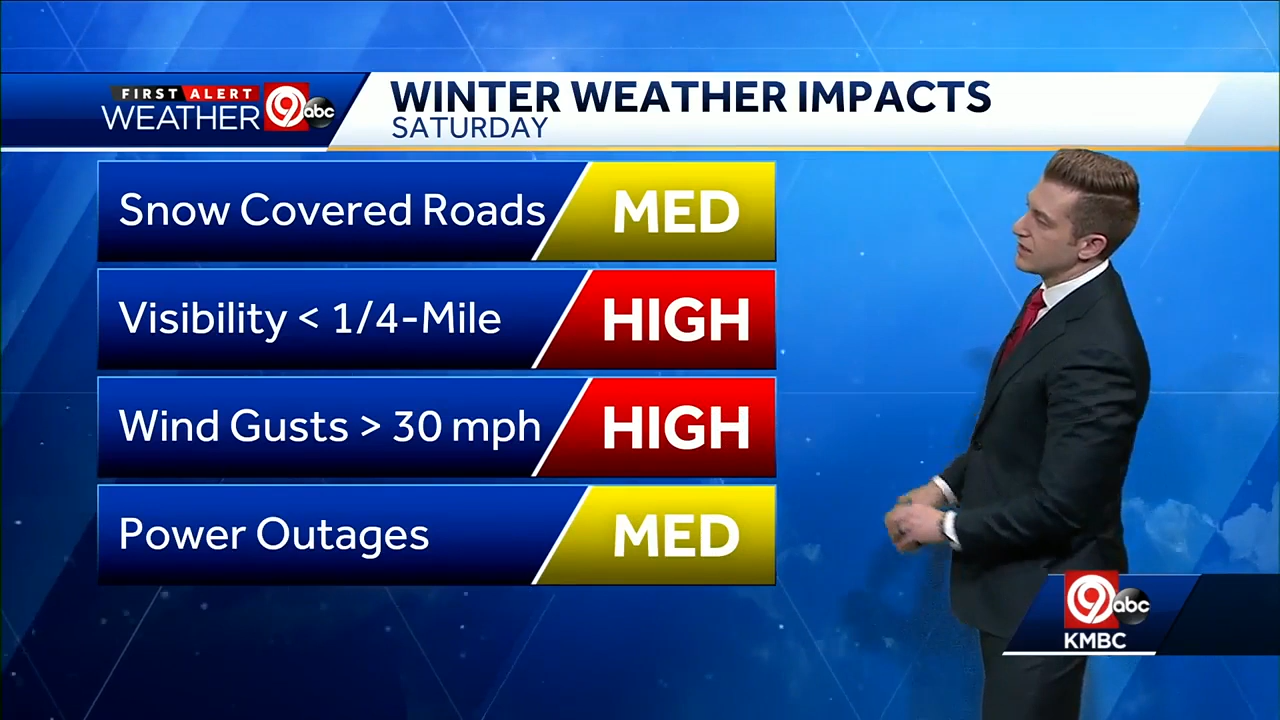 FIRST ALERT
WEATHER 9 abc
WINTER WEATHER IMPACTS
SATURDAY
Snow Covered Roads MED
Visibility < 1/4-Mile HIGH
Wind Gusts > 30 mph HIGH
Power Outages MED
9 abc
KMBC